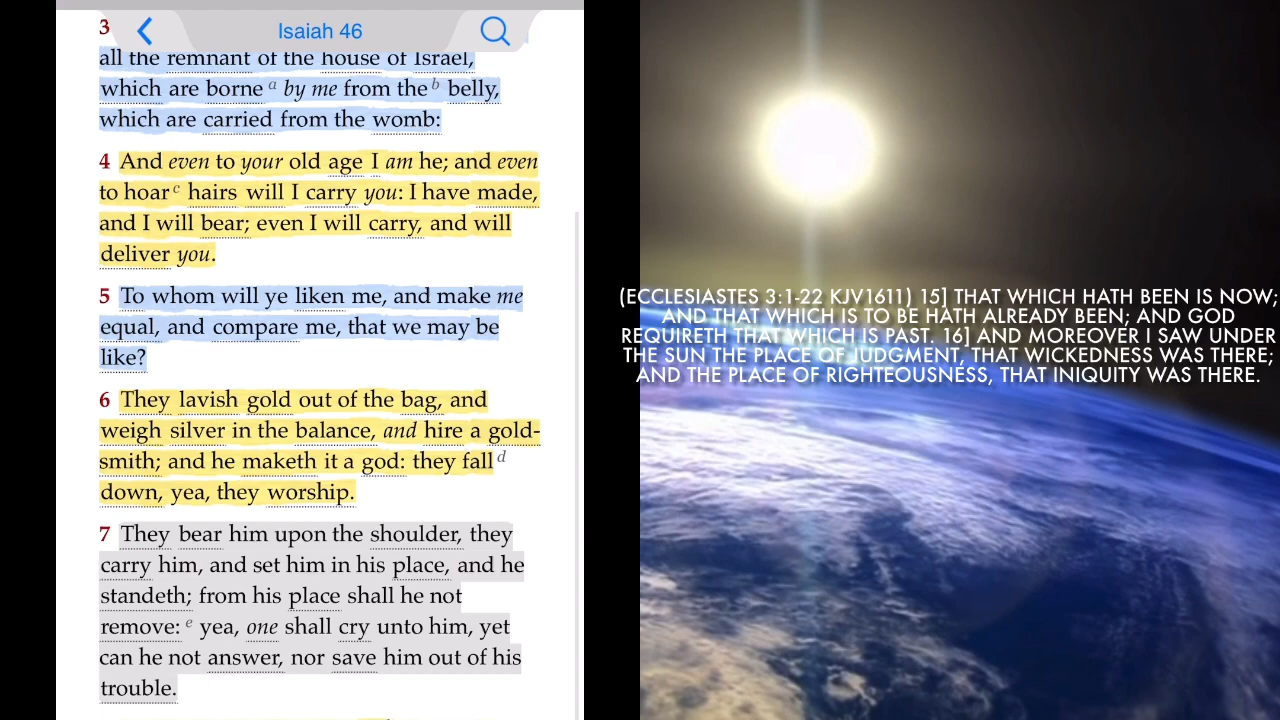 Isaiah 46
3
all the remnant of the house of Israel,
which are borne a by me from the b belly,
which are carried from the womb:
4 And even to your old age I am he; and even
to hoar c hairs will I carry you: I have made,
and I will bear; even I will carry, and will
deliver you.
5 To whom will ye liken me, and make me
equal, and compare me, that we may be
like?
6 They lavish gold out of the bag, and
weigh silver in the balance, and hire a gold-
smith; and he maketh it a god: they fall d
down, yea, they worship.
7 They bear him upon the shoulder, they
carry him, and set him in his place, and he
standeth; from his place shall he not
remove: e yea, one shall cry unto him, yet
can he not answer, nor save him out of his
trouble.
(ECCLESIASTES 3:1-22 KJV1611) 15] THAT WHICH HATH BEEN IS NOW;
AND THAT WHICH IS TO BE HATH ALREADY BEEN; AND GOD
REQUIRETH THAT WHICH IS PAST. 16] AND MOREOVER I SAW UNDER
THE SUN THE PLACE OF JUDGMENT, THAT WICKEDNESS WAS THERE;
AND THE PLACE OF RIGHTEOUSNESS, THAT INIQUITY WAS THERE.